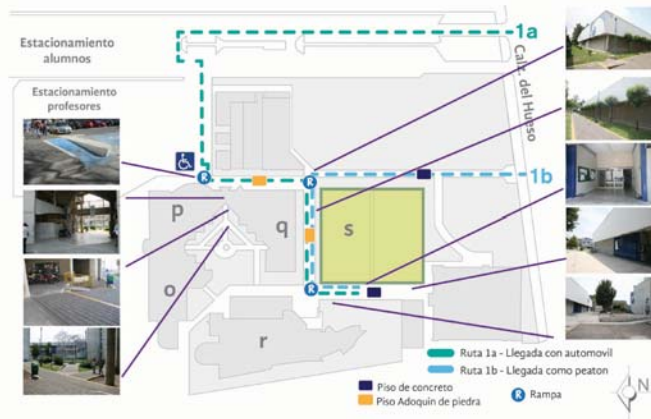 Estacionamiento
alumnos
Estacionamiento
profesores
1a
Calz. del Hueso
R
R
1b
p
q
s
o
R
r
Ruta 1a - Llegada con automovil
Ruta 1b - Llegada como peaton
Piso de concreto
Piso Adoquin de piedra
R Rampa
N